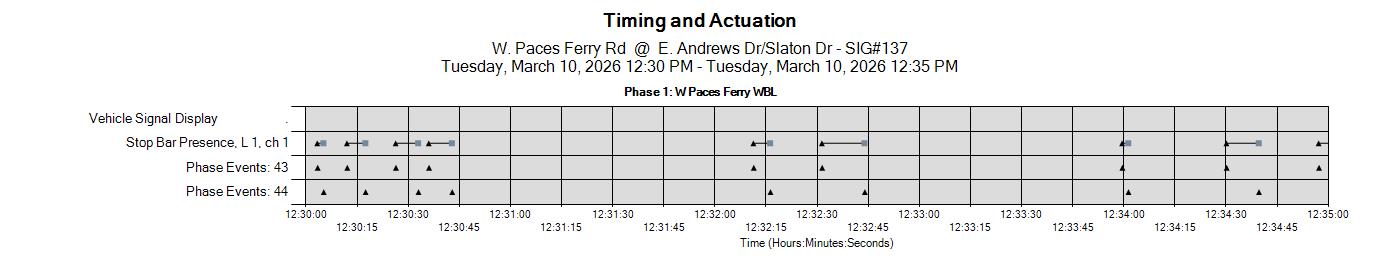 Timing and Actuation
W. Paces Ferry Rd @ E. Andrews Dr/Slaton Dr - SIG#137
Tuesday, March 10, 2026 12:30 PM - Tuesday, March 10, 2026 12:35 PM
Phase 1: W Paces Ferry WBL
Vehicle Signal Display .
Stop Bar Presence, L 1, ch 1
Phase Events: 43
Phase Events: 44
12:30:00 12:30:30 12:31:00 12:31:30 12:32:00 12:32:30 12:33:00 12:33:30 12:34:00 12:34:30 12:35:00
12:30:15 12:30:45 12:31:15 12:31:45 12:32:15 12:32:45 12:33:15 12:33:45 12:34:15 12:34:45
Time (Hours:Minutes:Seconds)